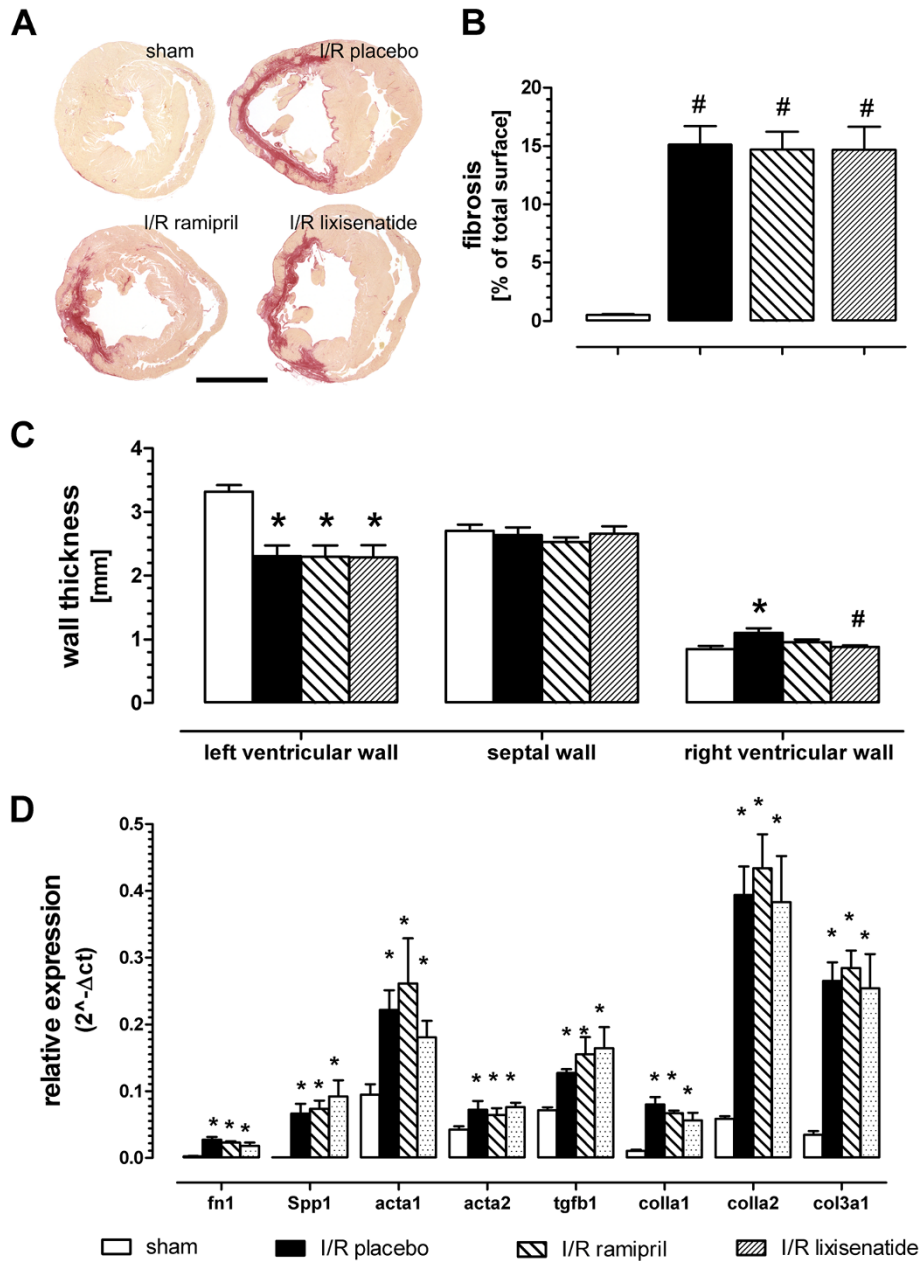 A
sham
I/R placebo
I/R ramipril
I/R lixisenatide
B
fibrosis
[% of total surface]
20
15
10
5
0
#
#
#
C
wall thickness
[mm]
4
3
2
1
0
* * *
*
#
left ventricular wall
septal wall
right ventricular wall
D
relative expression
(2^-Δct)
0.5
0.4
0.3
0.2
0.1
0.0
* * *
* * *
* * *
* * *
* * *
* * *
* * *
* * *
fn1
Spp1
acta1
acta2
tgfb1
colla1
colla2
col3a1
sham
I/R placebo
I/R ramipril
I/R lixisenatide